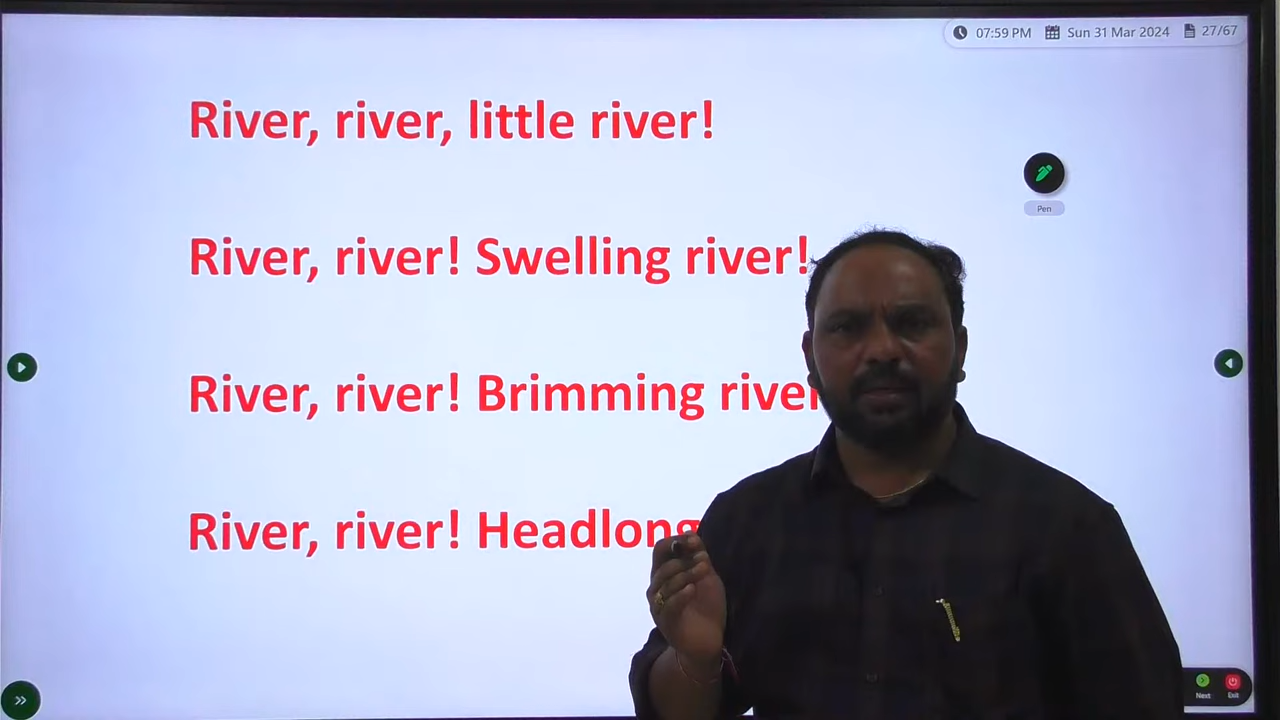 07:59 PM Sun 31 Mar 2024 27/67
River, river, little river!
Pen
River, river! Swelling river!
River, river! Brimming river
River, river! Headlong
Next Exit